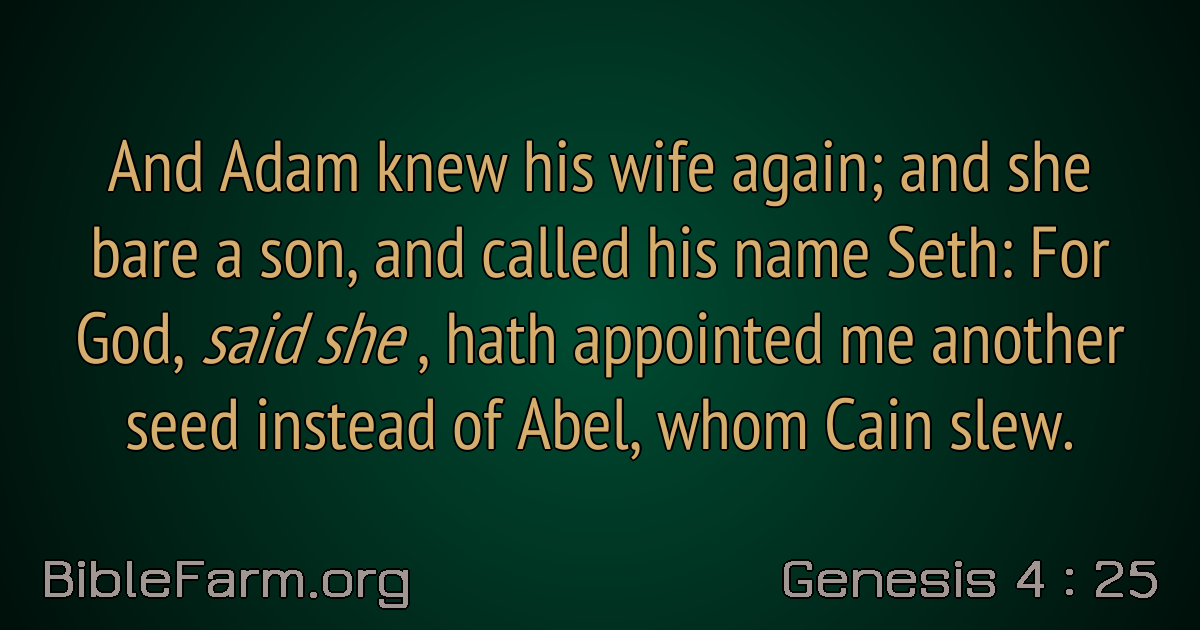 And Adam knew his wife again; and she
bare a son, and called his name Seth: For
God, said she , hath appointed me another
seed instead of Abel, whom Cain slew.
BibleFarm.org
Genesis 4 : 25